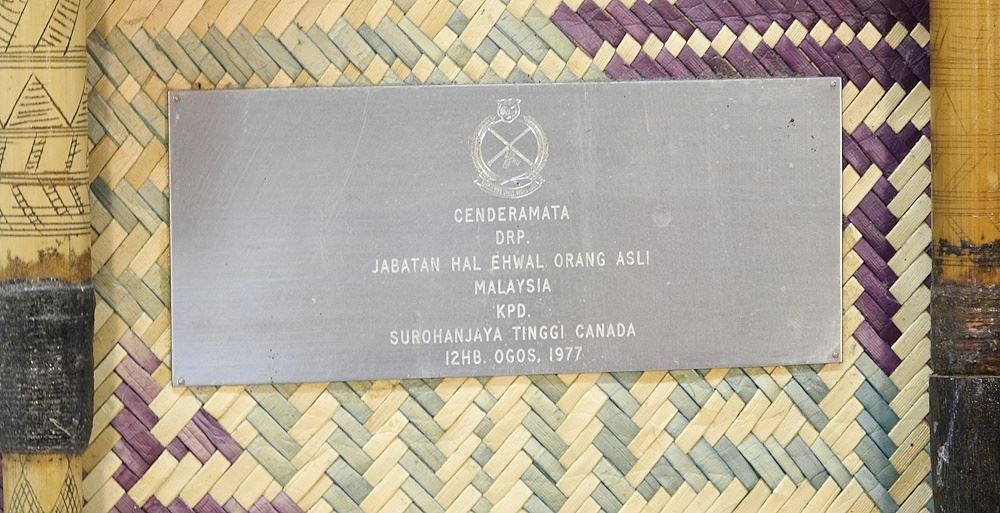 CENDERAMATA
DRP.
JABATAN HAL EHWAL ORANG ASLI
MALAYSIA
KPD.
SUROHANJAYA TINGGI CANADA
12HB. OGOS, 1977